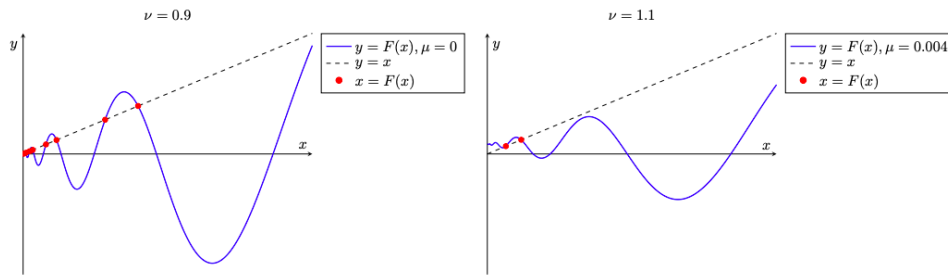 ν = 0.9
y
x
y = F(x), μ = 0
y = x
x = F(x)
ν = 1.1
y
x
y = F(x), μ = 0.004
y = x
x = F(x)